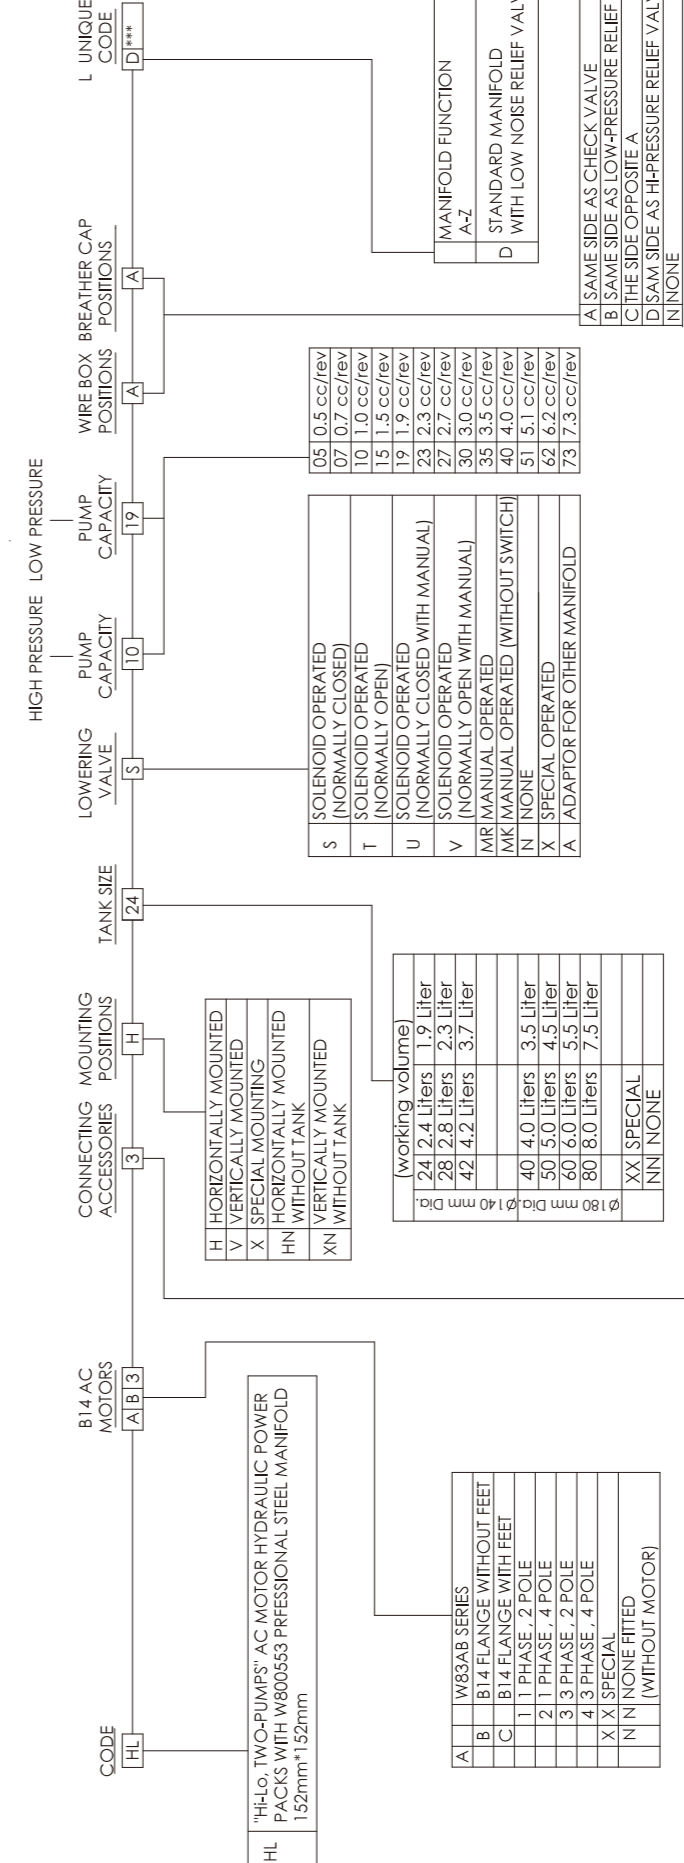 HIGH PRESSURE LOW PRESSURE
CODE
B14 AC
MOTORS
CONNECTING
ACCESSORIES
MOUNTING
POSITIONS
TANK SIZE
LOWERING
VALVE
PUMP
CAPACITY
PUMP
CAPACITY
WIRE BOX
POSITIONS
BREATHER CAP
POSITIONS
L UNIQUE
CODE
HL A B 3 3 H 24 S 10 19 A A D ***
HL "Hi-Lo, TWO-PUMPS" AC MOTOR HYDRAULIC POWER
PACKS WITH W800553 PRFESSIONAL STEEL MANIFOLD
152mm*152mm
A W83AB SERIES
B B14 FLANGE WITHOUT FEET
C B14 FLANGE WITH FEET
1 1 PHASE , 2 POLE
2 1 PHASE , 4 POLE
3 3 PHASE , 2 POLE
4 3 PHASE , 4 POLE
X X SPECIAL
N N NONE FITTED
(WITHOUT MOTOR)
H HORIZONTALLY MOUNTED
V VERTICALLY MOUNTED
X SPECIAL MOUNTING
HN HORIZONTALLY MOUNTED
WITHOUT TANK
XN VERTICALLY MOUNTED
WITHOUT TANK
(working volume)
Ø140 mm Dia.
24 2.4 Liters 1.9 Liter
28 2.8 Liters 2.3 Liter
42 4.2 Liters 3.7 Liter
Ø180 mm Dia.
40 4.0 Liters 3.5 Liter
50 5.0 Liters 4.5 Liter
60 6.0 Liters 5.5 Liter
80 8.0 Liters 7.5 Liter
XX SPECIAL
NN NONE
S SOLENOID OPERATED
(NORMALLY CLOSED)
T SOLENOID OPERATED
(NORMALLY OPEN)
U SOLENOID OPERATED
(NORMALLY CLOSED WITH MANUAL)
V SOLENOID OPERATED
(NORMALLY OPEN WITH MANUAL)
MR MANUAL OPERATED
MK MANUAL OPERATED (WITHOUT SWITCH)
N NONE
X SPECIAL OPERATED
A ADAPTOR FOR OTHER MANIFOLD
05 0.5 cc/rev
07 0.7 cc/rev
10 1.0 cc/rev
15 1.5 cc/rev
19 1.9 cc/rev
23 2.3 cc/rev
27 2.7 cc/rev
30 3.0 cc/rev
35 3.5 cc/rev
40 4.0 cc/rev
51 5.1 cc/rev
62 6.2 cc/rev
73 7.3 cc/rev
A SAME SIDE AS CHECK VALVE
B SAME SIDE AS LOW-PRESSURE RELIEF
C THE SIDE OPPOSITE A
D SAM SIDE AS HI-PRESSURE RELIEF VAL
N NONE
MANIFOLD FUNCTION
A-Z
D STANDARD MANIFOLD
WITH LOW NOISE RELIEF VAL